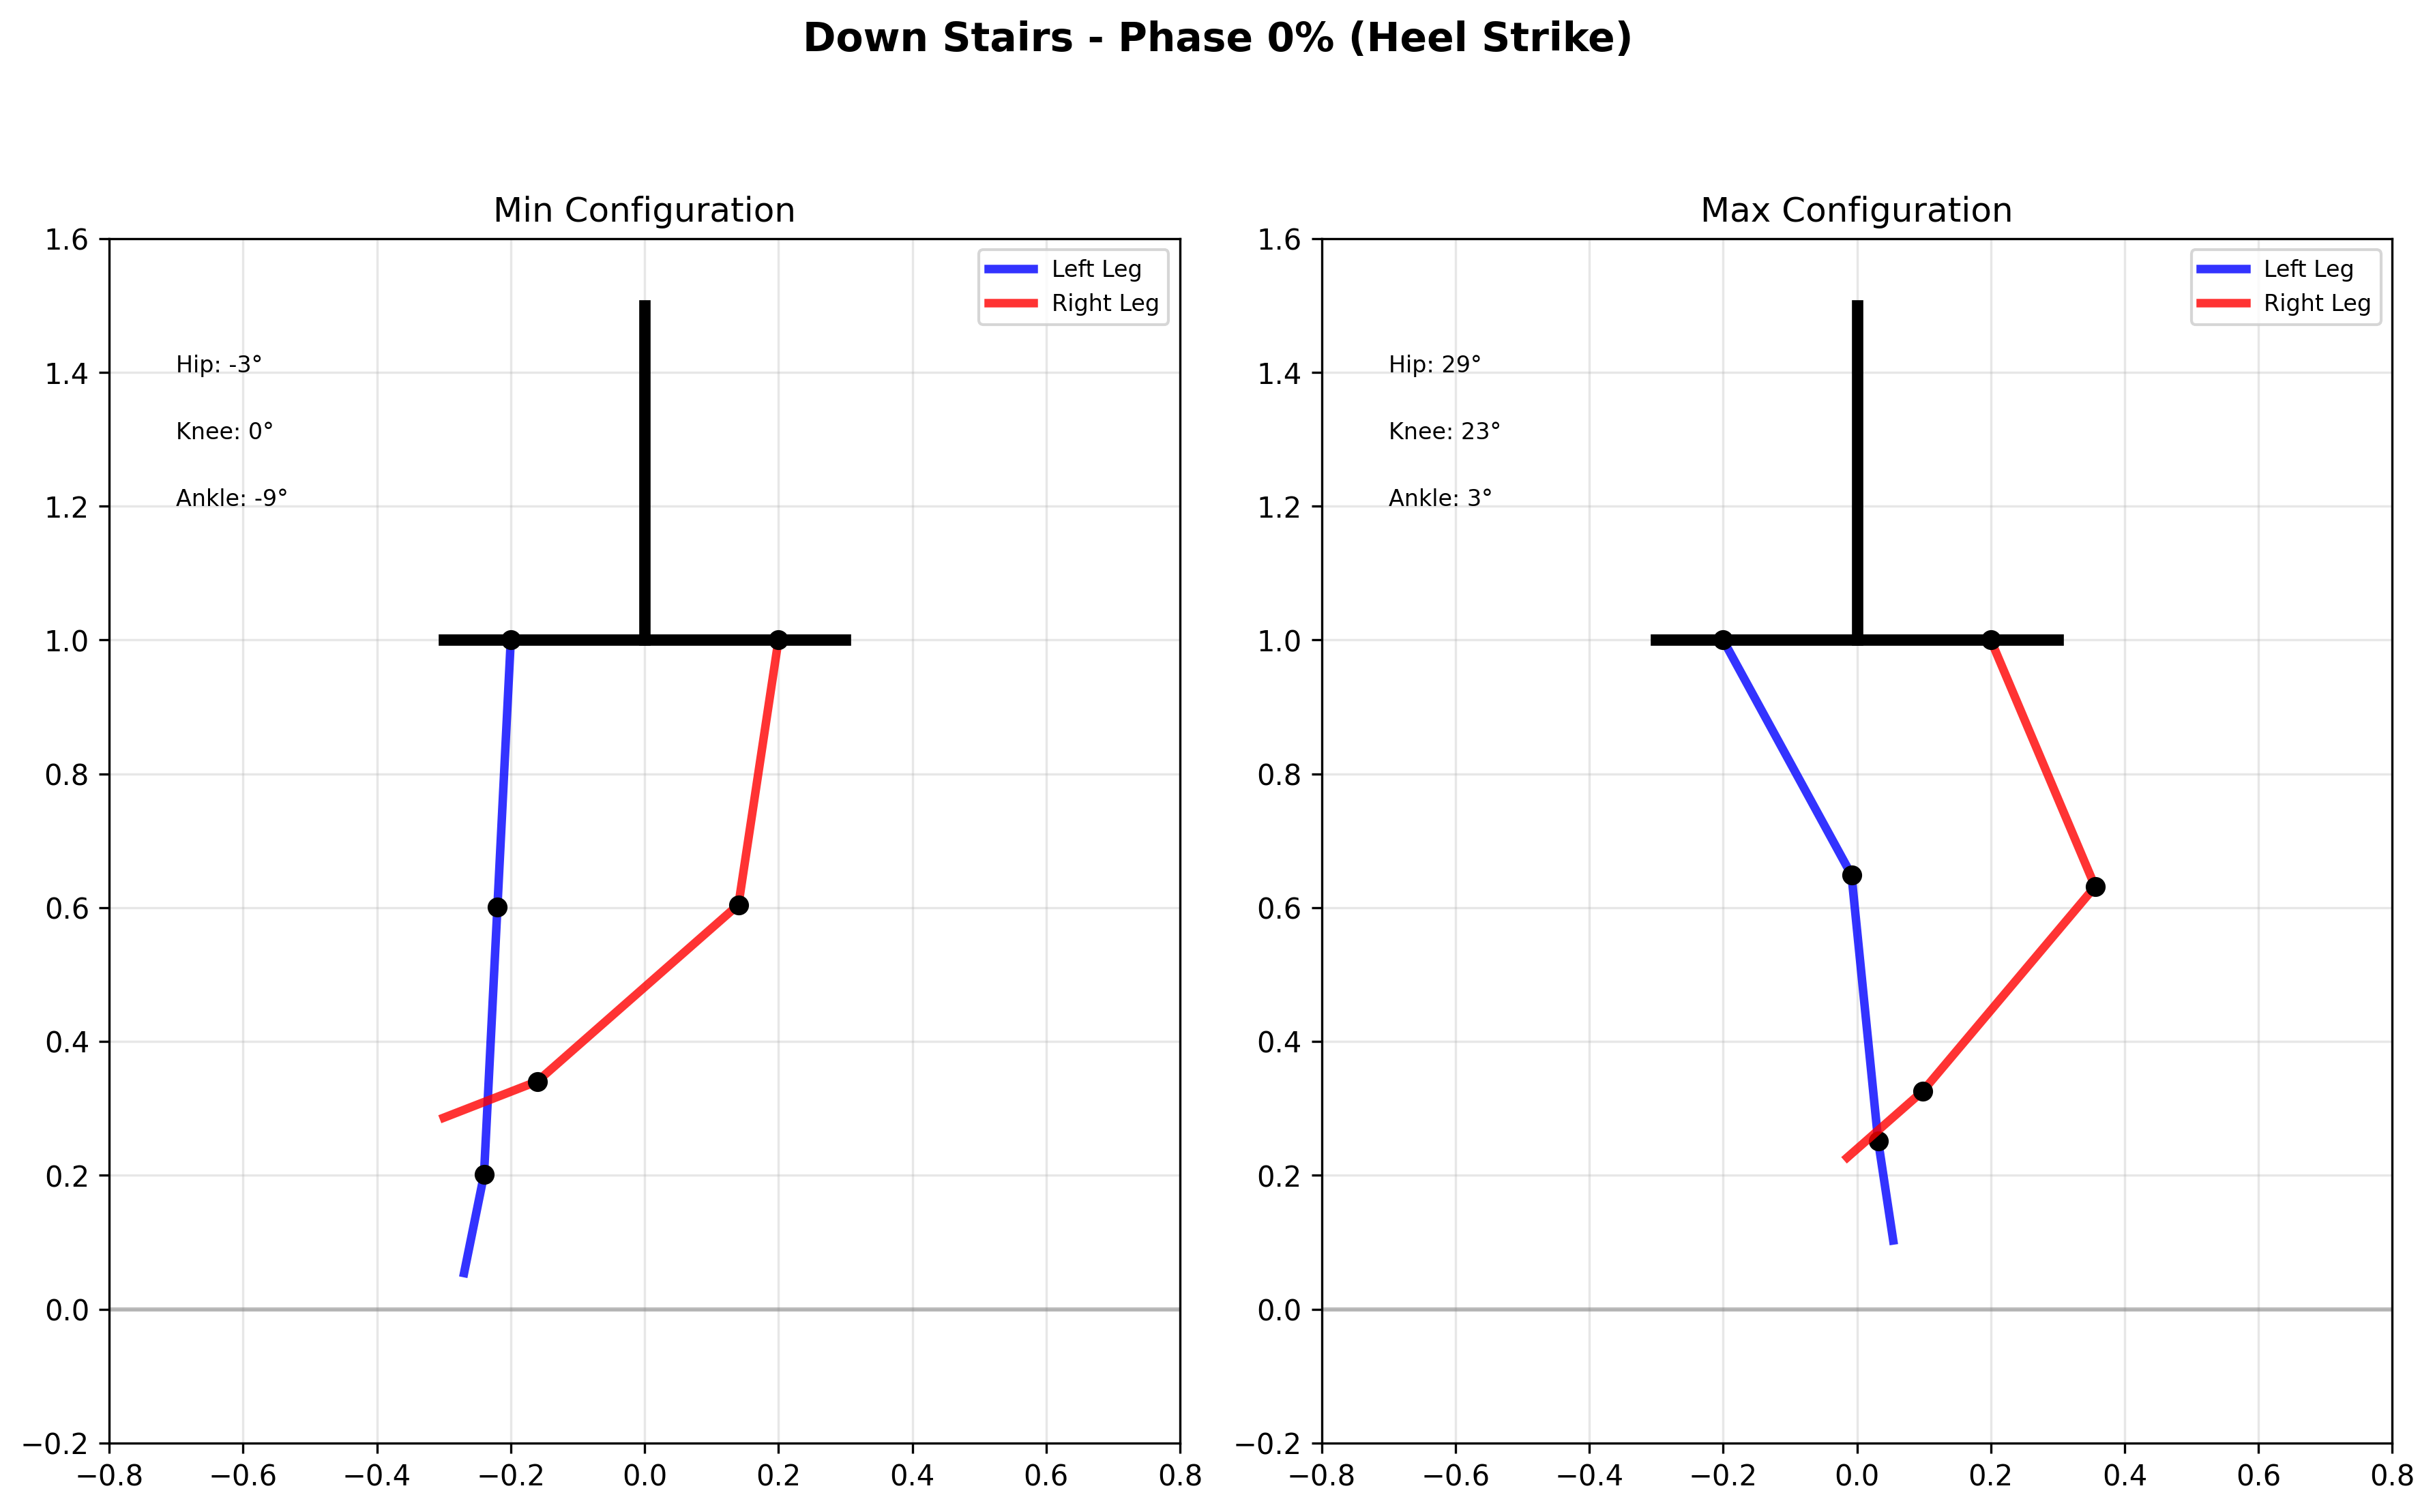 Down Stairs - Phase 0% (Heel Strike)
Min Configuration
Left Leg
Right Leg
Hip: -3°
Knee: 0°
Ankle: -9°
1.6
1.4
1.2
1.0
0.8
0.6
0.4
0.2
0.0
−0.2
−0.8
−0.6
−0.4
−0.2
0.0
0.2
0.4
0.6
0.8
Max Configuration
Left Leg
Right Leg
Hip: 29°
Knee: 23°
Ankle: 3°
1.6
1.4
1.2
1.0
0.8
0.6
0.4
0.2
0.0
−0.2
−0.8
−0.6
−0.4
−0.2
0.0
0.2
0.4
0.6
0.8